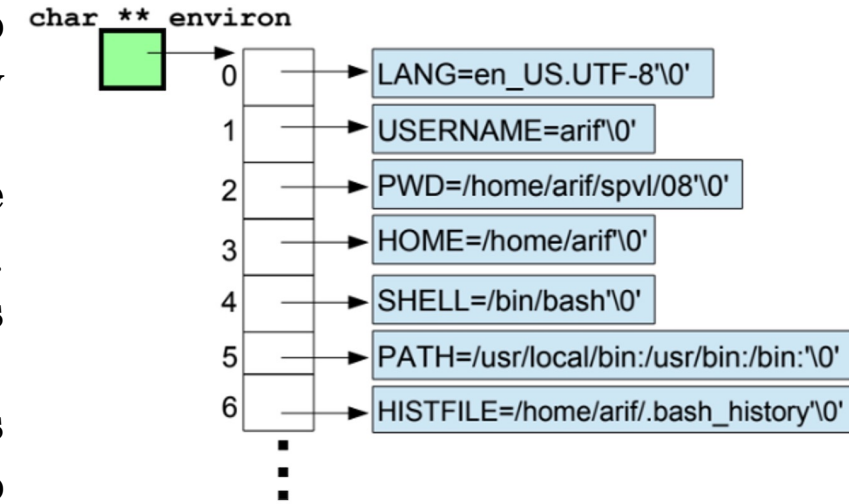 char ** environ
0 LANG=en_US.UTF-8'\0'
1 USERNAME=arif'\0'
2 PWD=/home/arif/spvl/08'\0'
3 HOME=/home/arif'\0'
4 SHELL=/bin/bash'\0'
5 PATH=/usr/local/bin:/usr/bin:/bin:'\0'
6 HISTFILE=/home/arif/.bash_history'\0'